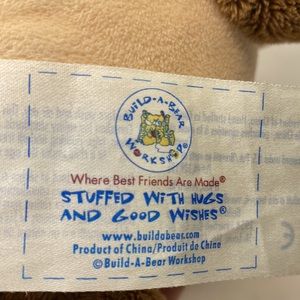 BUILD-A-BEAR
WORKSHOP®
Where Best Friends Are Made®
STUFFED WITH HUGS
AND GOOD WISHES®
www.buildabear.com
Product of China/Produit de Chine
©Build-A-Bear Workshop